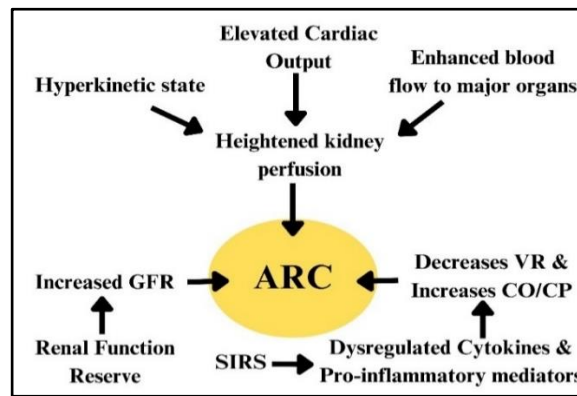 Elevated Cardiac
Output
Enhanced blood
flow to major organs
Hyperkinetic state
Heightened kidney
perfusion
ARC
Increased GFR
Decreases VR &
Increases CO/CP
Renal Function
Reserve
SIRS
Dysregulated Cytokines &
Pro-inflammatory mediators